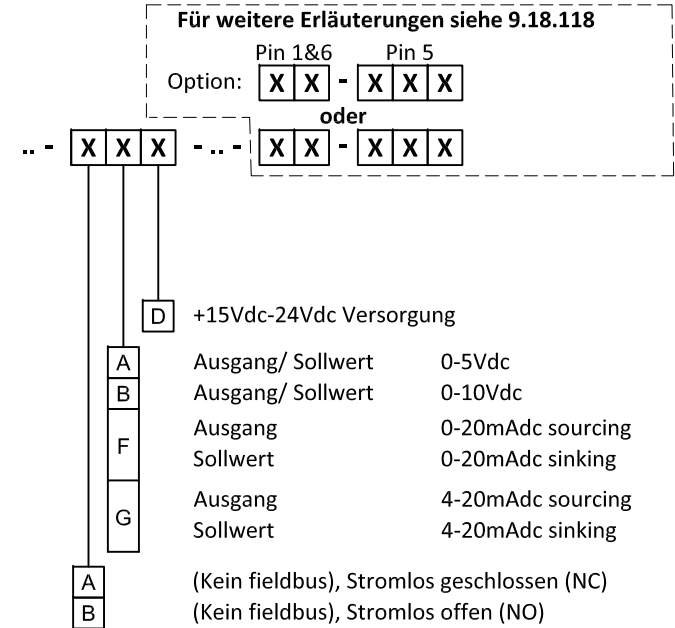 Für weitere Erläuterungen siehe 9.18.118
Pin 1&6 Pin 5
Option: X X - X X X
oder
.. - X X X - .. - X X - X X X
D +15Vdc-24Vdc Versorgung
A Ausgang/ Sollwert 0-5Vdc
B Ausgang/ Sollwert 0-10Vdc
F Ausgang 0-20mAdc sourcing
Sollwert 0-20mAdc sinking
G Ausgang 4-20mAdc sourcing
Sollwert 4-20mAdc sinking
A (Kein fieldbus), Stromlos geschlossen (NC)
B (Kein fieldbus), Stromlos offen (NO)